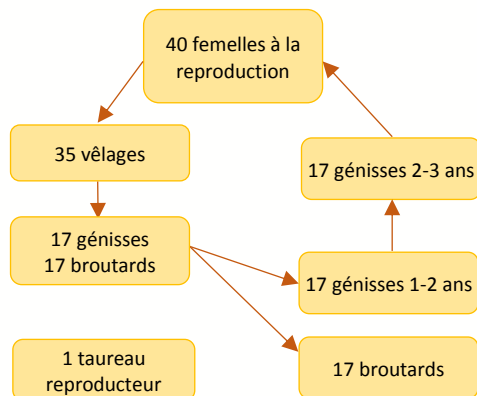 40 femelles à la
reproduction
35 vêlages
17 génisses 2-3 ans
17 génisses
17 broutards
17 génisses 1-2 ans
1 taureau
reproducteur
17 broutards